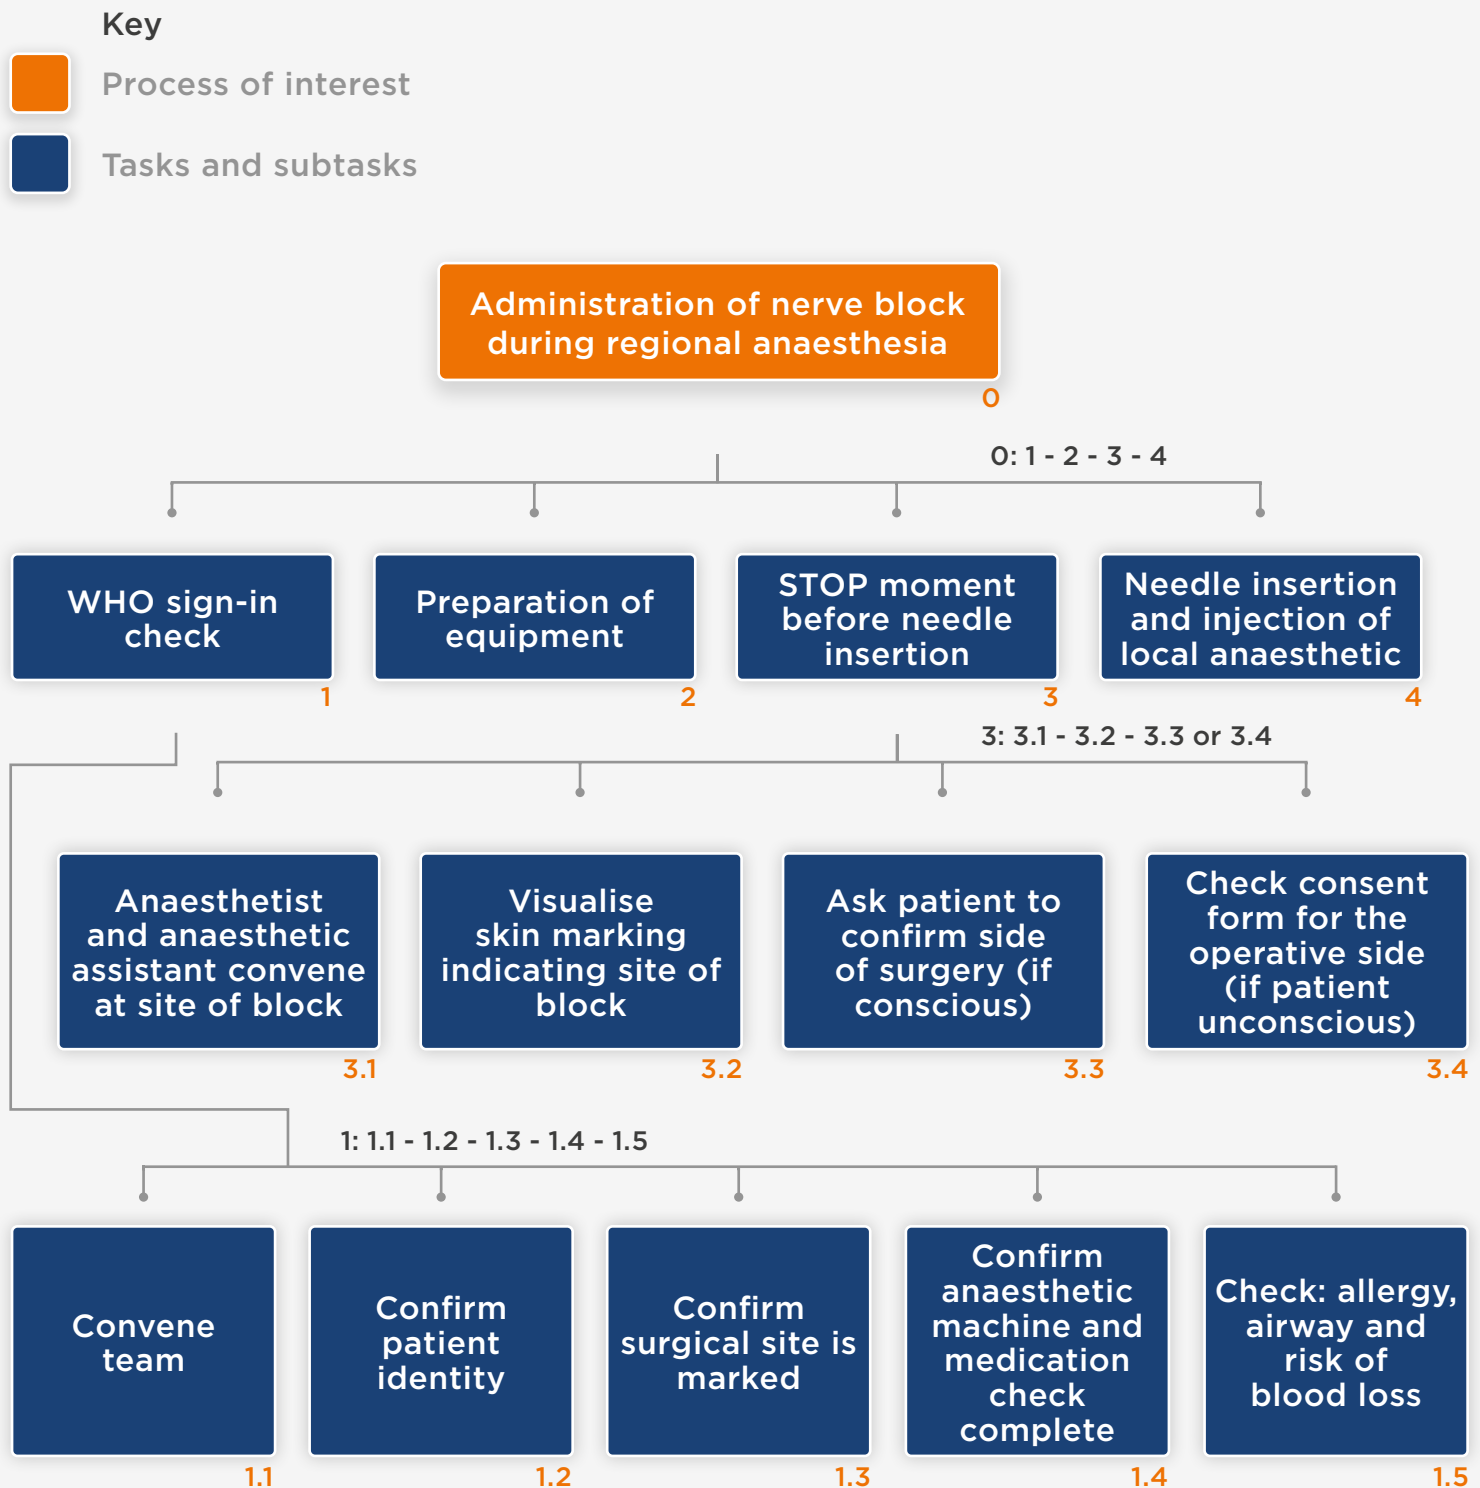 Key
Process of interest
Tasks and subtasks
Administration of nerve block
during regional anaesthesia
0
0: 1 - 2 - 3 - 4
WHO sign-in
check
1
Preparation of
equipment
2
STOP moment
before needle
insertion
3
Needle insertion
and injection of
local anaesthetic
4
3: 3.1 - 3.2 - 3.3 or 3.4
Anaesthetist
and anaesthetic
assistant convene
at site of block
3.1
Visualise
skin marking
indicating site of
block
3.2
Ask patient to
confirm side
of surgery (if
conscious)
3.3
Check consent
form for the
operative side
(if patient
unconscious)
3.4
1: 1.1 - 1.2 - 1.3 - 1.4 - 1.5
Convene
team
1.1
Confirm
patient
identity
1.2
Confirm
surgical site is
marked
1.3
Confirm
anaesthetic
machine and
medication
check
complete
1.4
Check: allergy,
airway and
risk of
blood loss
1.5